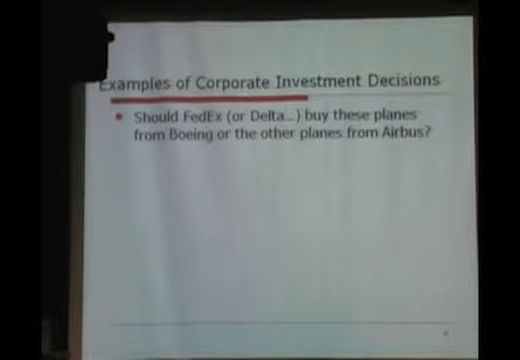 Examples of Corporate Investment Decisions
Should FedEx (or Delta...) buy these planes
from Boeing or the other planes from Airbus?